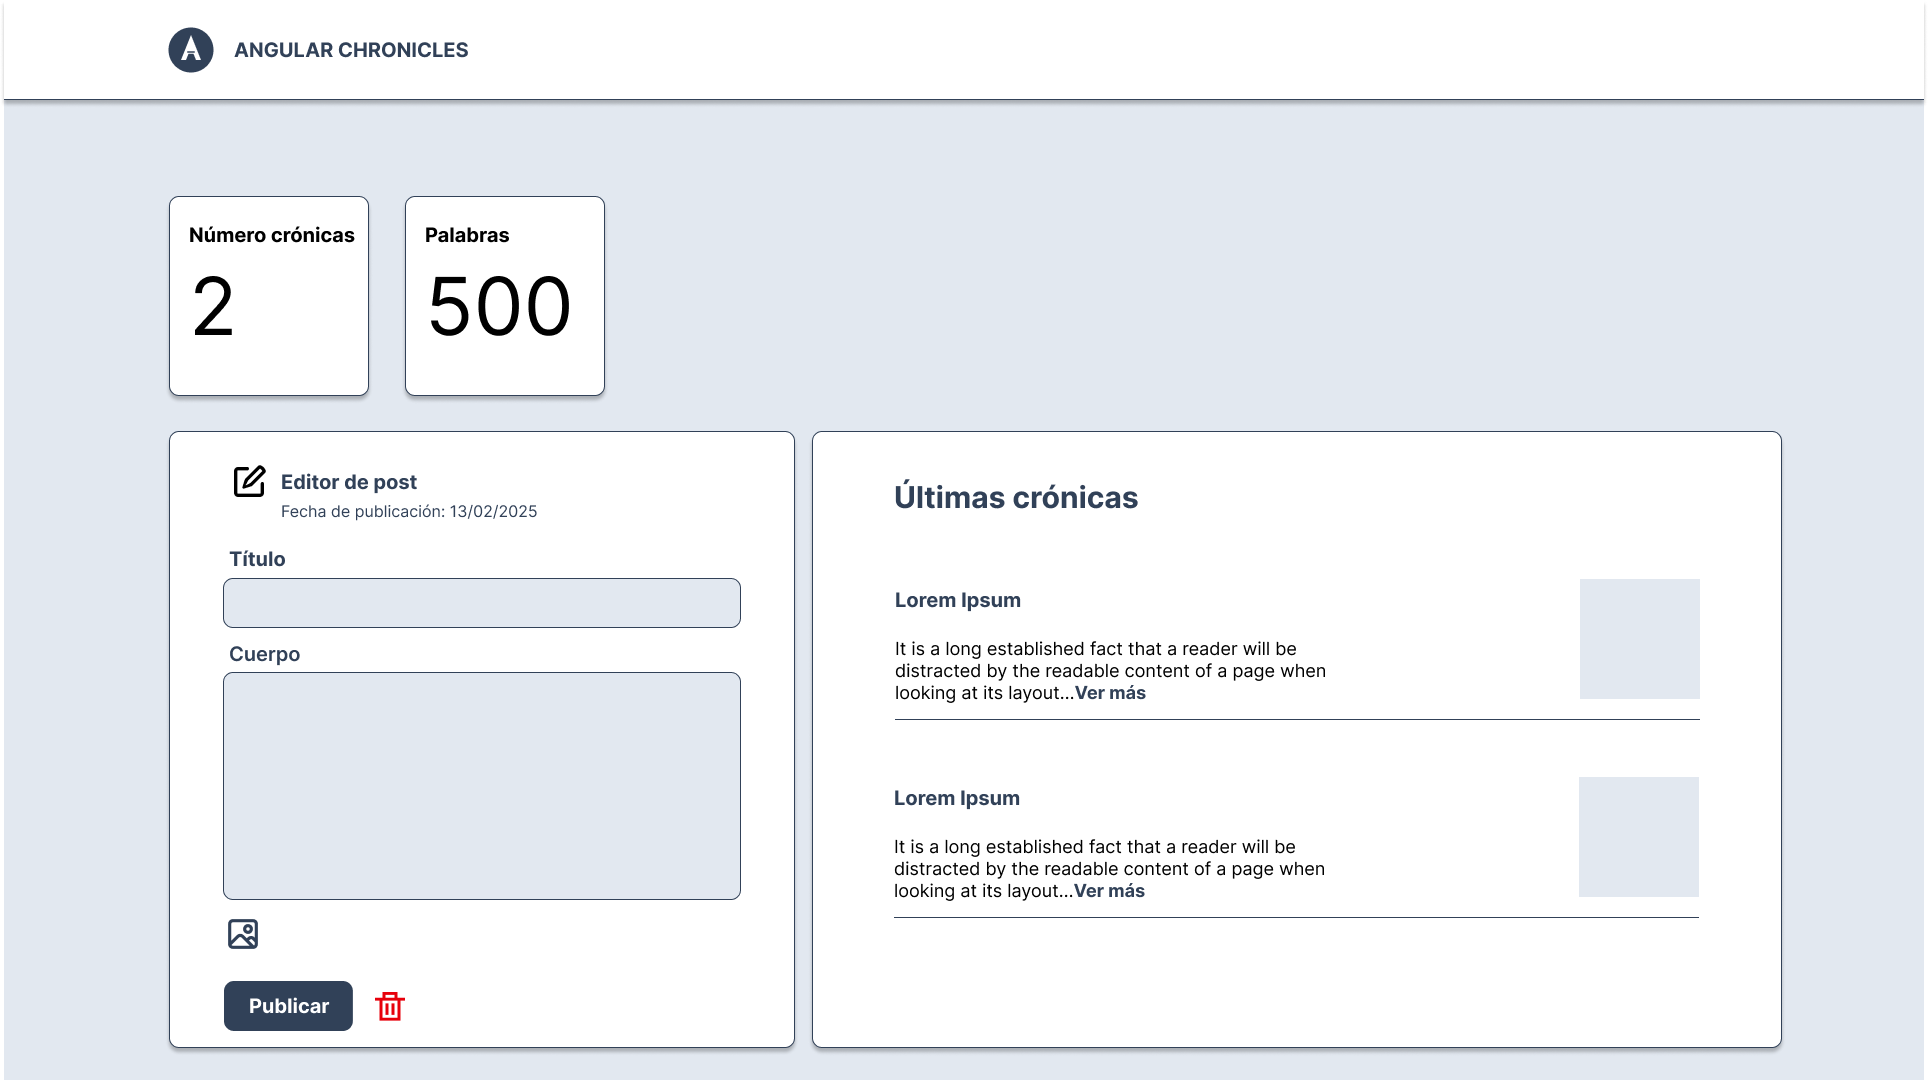 ANGULAR CHRONICLES
Número crónicas
2
Palabras
500
Editor de post
Fecha de publicación: 13/02/2025
Título
Cuerpo
Publicar
Últimas crónicas
Lorem Ipsum
It is a long established fact that a reader will be
distracted by the readable content of a page when
looking at its layout...Ver más
Lorem Ipsum
It is a long established fact that a reader will be
distracted by the readable content of a page when
looking at its layout...Ver más